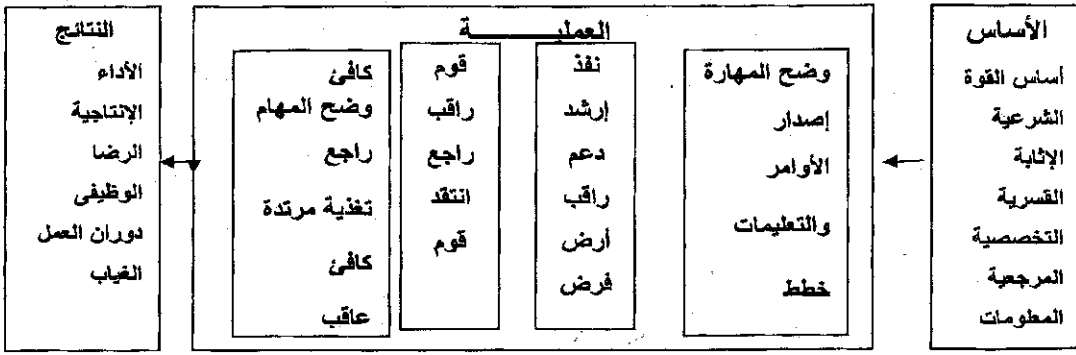 الأساس
أساس القوة
الشرعية
الإثابة
القسرية
التخصصية
المرجعية
المعلومات
العمليـــــــــة
وضح المهارة
إصدار
الأوامر
والتعليمات
خطط
نفذ
إرشد
دعم
راقب
أرض
فرض
قوم
راقب
راجع
انتقد
قوم
كافئ
وضح المهام
راجع
تغذية مرتدة
كافئ
عاقب
النتائج
الأداء
الإنتاجية
الرضا
الوظيفى
دوران العمل
الغياب